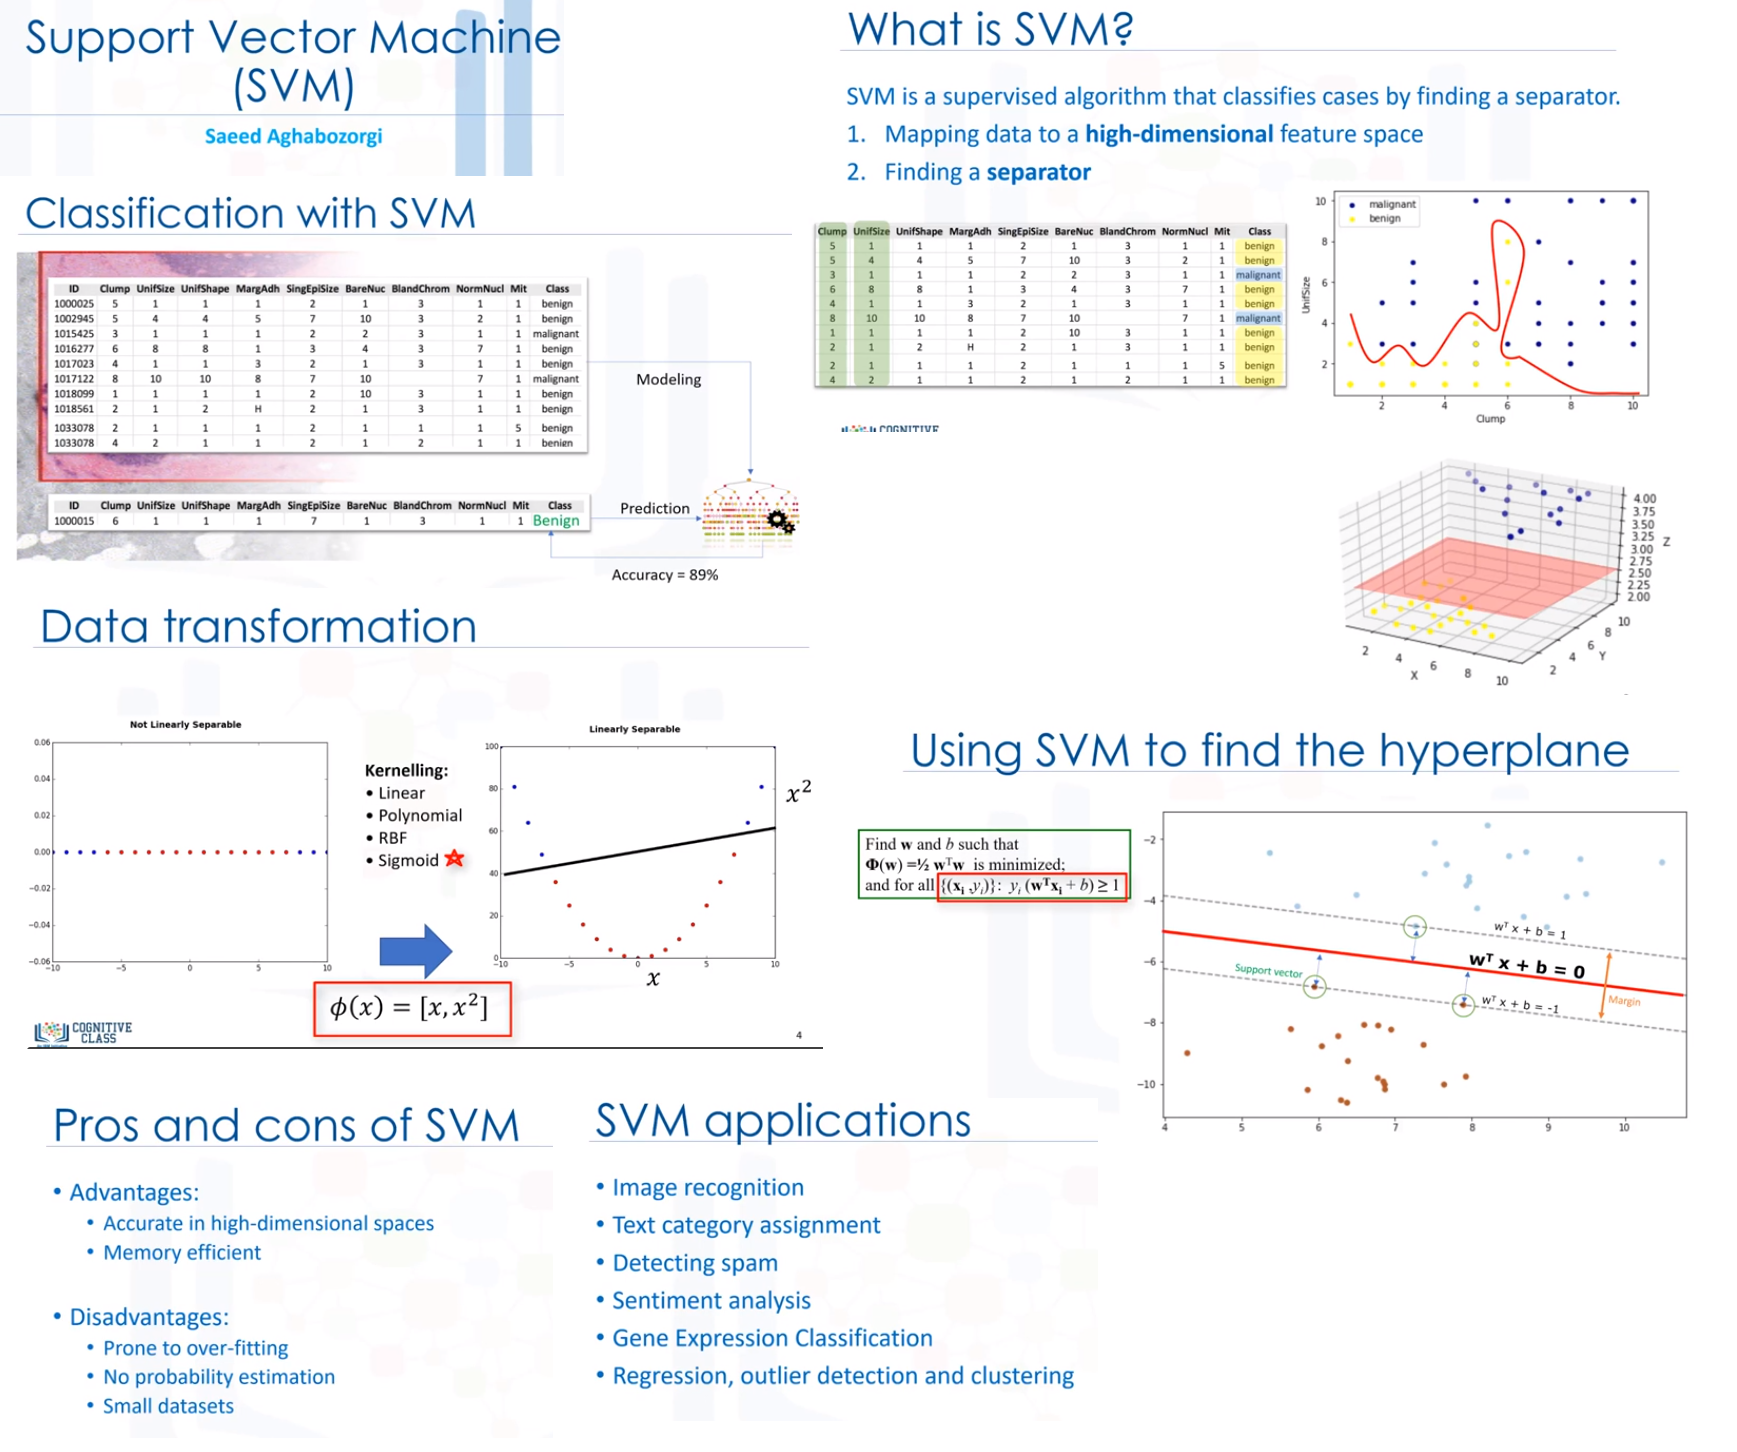 Support Vector Machine
(SVM)
Saeed Aghabozorgi
Classification with SVM
ID Clump UnifSize UnifShape MargAdh SingEpiSize BareNuc BlandChrom NormNucl Mit Class
1000025 5 1 1 1 2 1 3 1 1 benign
1002945 5 4 4 5 7 10 3 2 1 benign
1015425 3 1 1 1 2 2 3 1 1 malignant
1016277 6 8 8 1 3 4 3 7 1 benign
1017023 4 1 1 3 2 1 3 1 1 benign
1017122 8 10 10 8 7 10 7 1 malignant
1018099 1 1 1 1 2 10 3 1 1 benign
1018561 2 1 2 H 2 1 3 1 1 benign
1033078 2 1 1 1 2 1 1 1 5 benign
1033078 4 2 1 1 2 1 2 1 1 benign
Modeling
ID Clump UnifSize UnifShape MargAdh SingEpiSize BareNuc BlandChrom NormNucl Mit Class
1000015 6 1 1 1 7 1 3 1 1 Benign
Prediction
Accuracy = 89%
What is SVM?
SVM is a supervised algorithm that classifies cases by finding a separator.
1. Mapping data to a high-dimensional feature space
2. Finding a separator
Clump UnifSize UnifShape MargAdh SingEpiSize BareNuc BlandChrom NormNucl Mit Class
5 1 1 1 2 1 3 1 1 benign
5 4 4 5 7 10 3 2 1 benign
3 1 1 1 2 2 3 1 1 malignant
6 8 8 1 3 4 3 7 1 benign
4 1 1 3 2 1 3 1 1 benign
8 10 10 8 7 10 7 1 malignant
1 1 1 1 2 10 3 1 1 benign
2 1 2 H 2 1 3 1 1 benign
2 1 1 1 2 1 1 1 5 benign
4 2 1 1 2 1 2 1 1 benign
COGNITIVE
malignant
benign
10
8
6
4
2
UnifSize
2 4 6 8 10
Clump
4.00
3.75
3.50
3.25
3.00
2.75
2.50
2.25
2.00
Z
10
8
6
4
2
Y
2 4 6 8 10
X
Data transformation
Not Linearly Separable
0.06
0.04
0.02
0.00
−0.02
−0.04
−0.06
−10 −5 0 5 10
Kernelling:
• Linear
• Polynomial
• RBF
• Sigmoid
Linearly Separable
100
80
60
40
20
0
−10 −5 0 5 10
x²
x
ϕ(x) = [x, x²]
COGNITIVE
CLASS
4
Using SVM to find the hyperplane
Find w and b such that
Φ(w) =½ wᵀw is minimized;
and for all {(xᵢ ,yᵢ)}: yᵢ (wᵀxᵢ + b) ≥ 1
−2
−4
−6
−8
−10
4 5 6 7 8 9 10
wᵀ x + b = 1
wᵀ x + b = 0
wᵀ x + b = -1
Support vector
Margin
Pros and cons of SVM
• Advantages:
• Accurate in high-dimensional spaces
• Memory efficient
• Disadvantages:
• Prone to over-fitting
• No probability estimation
• Small datasets
SVM applications
• Image recognition
• Text category assignment
• Detecting spam
• Sentiment analysis
• Gene Expression Classification
• Regression, outlier detection and clustering